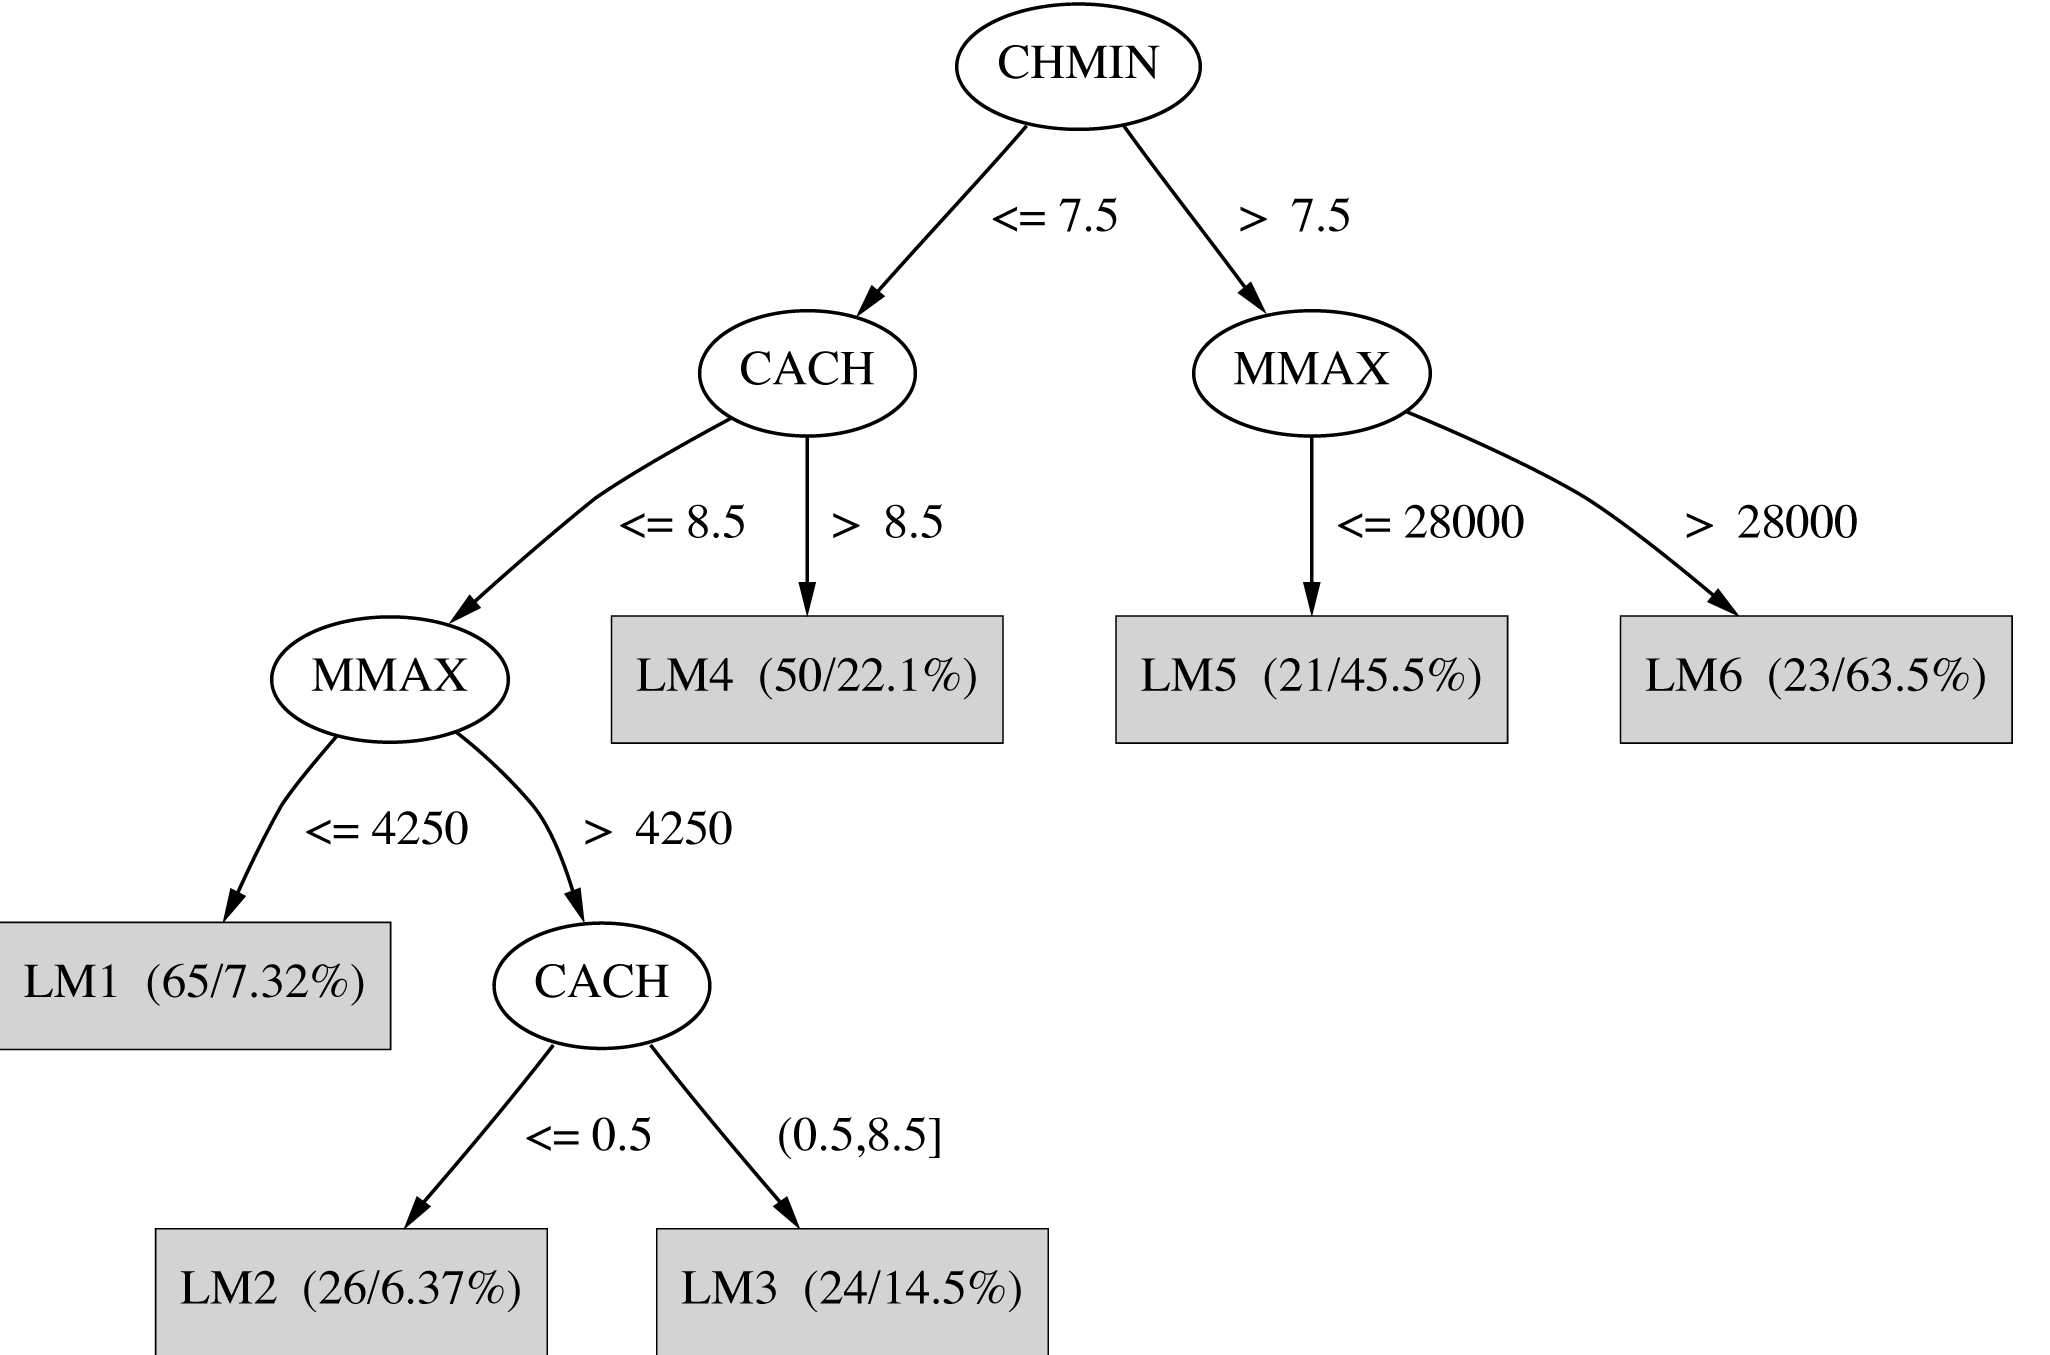 CHMIN
<= 7.5
> 7.5
CACH
MMAX
<= 8.5
> 8.5
<= 28000
> 28000
MMAX
LM4 (50/22.1%)
LM5 (21/45.5%)
LM6 (23/63.5%)
<= 4250
> 4250
LM1 (65/7.32%)
CACH
<= 0.5
(0.5,8.5]
LM2 (26/6.37%)
LM3 (24/14.5%)